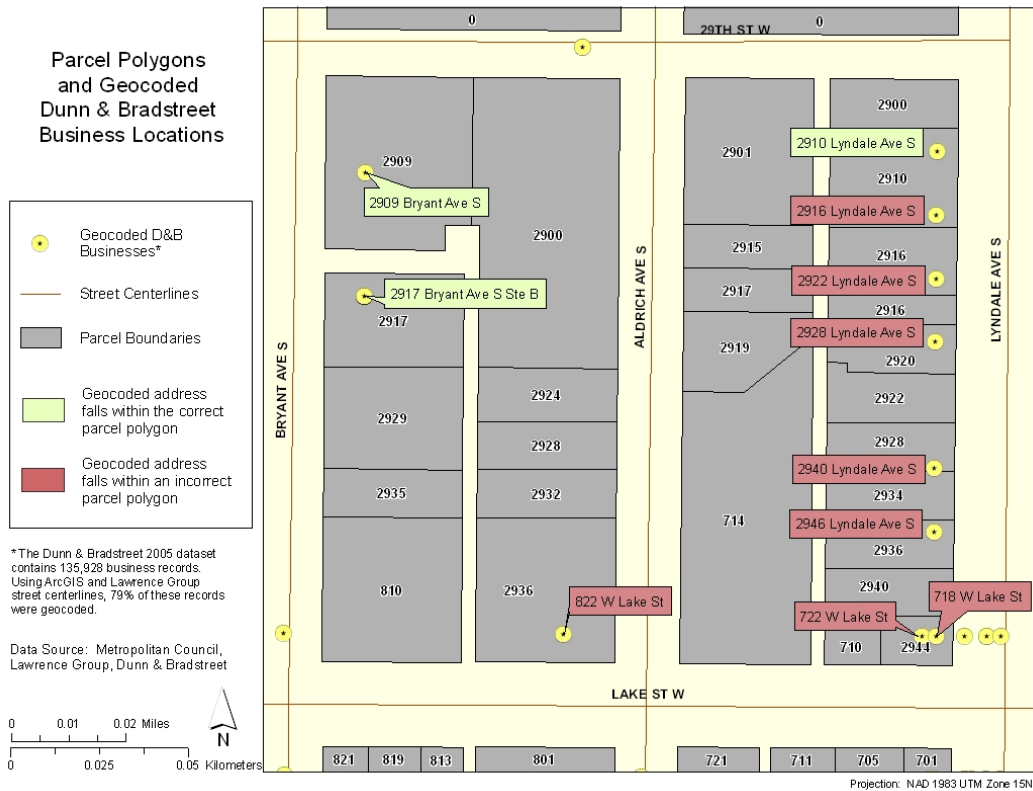 Parcel Polygons
and Geocoded
Dunn & Bradstreet
Business Locations
Geocoded D&B
Businesses*
Street Centerlines
Parcel Boundaries
Geocoded address
falls within the correct
parcel polygon
Geocoded address
falls within an incorrect
parcel polygon
*The Dunn & Bradstreet 2005 dataset
contains 135,928 business records.
Using ArcGIS and Lawrence Group
street centerlines, 79% of these records
were geocoded.
Data Source: Metropolitan Council,
Lawrence Group, Dunn & Bradstreet
0 0.01 0.02 Miles
N
0 0.025 0.05 Kilometers
0
0
29TH ST W
BRYANT AVE S
ALDRICH AVE S
LYNDALE AVE S
2909
2909 Bryant Ave S
2917 Bryant Ave S Ste B
2917
2929
2935
810
2900
2924
2928
2932
2936
822 W Lake St
2901
2915
2917
2919
714
2900
2910 Lyndale Ave S
2910
2916 Lyndale Ave S
2916
2922 Lyndale Ave S
2916
2928 Lyndale Ave S
2920
2922
2928
2940 Lyndale Ave S
2934
2946 Lyndale Ave S
2936
2940
718 W Lake St
722 W Lake St
710
2944
LAKE ST W
821
819
813
801
721
711
705
701
Projection: NAD 1983 UTM Zone 15N